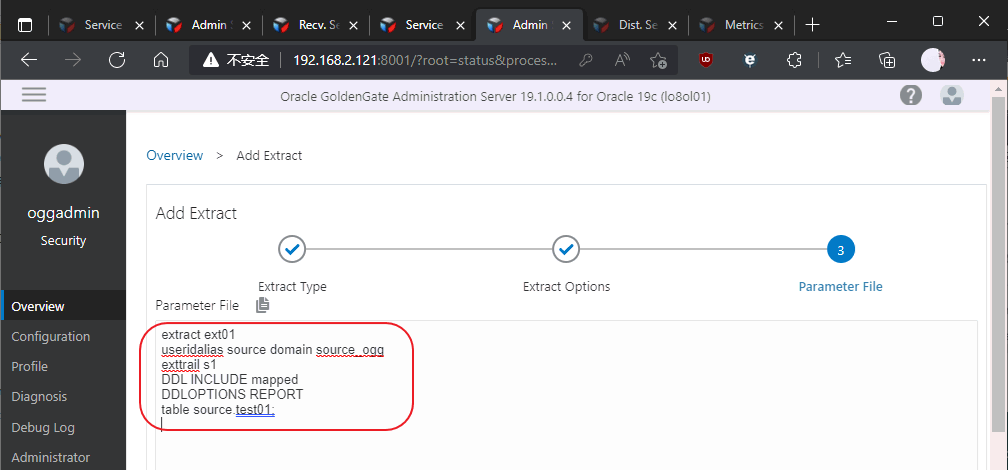 Service
Admin
Recv. Se
Service
Admin
Dist. Se
Metrics
不安全
192.168.2.121:8001/?root=status&proces...
Oracle GoldenGate Administration Server 19.1.0.0.4 for Oracle 19c (lo8ol01)
oggadmin
Security
Overview
Configuration
Profile
Diagnosis
Debug Log
Administrator
Overview > Add Extract
Add Extract
3
Extract Type
Extract Options
Parameter File
Parameter File
extract ext01
useridalias source domain source_ogg
exttrail s1
DDL INCLUDE mapped
DDLOPTIONS REPORT
table source.test01;